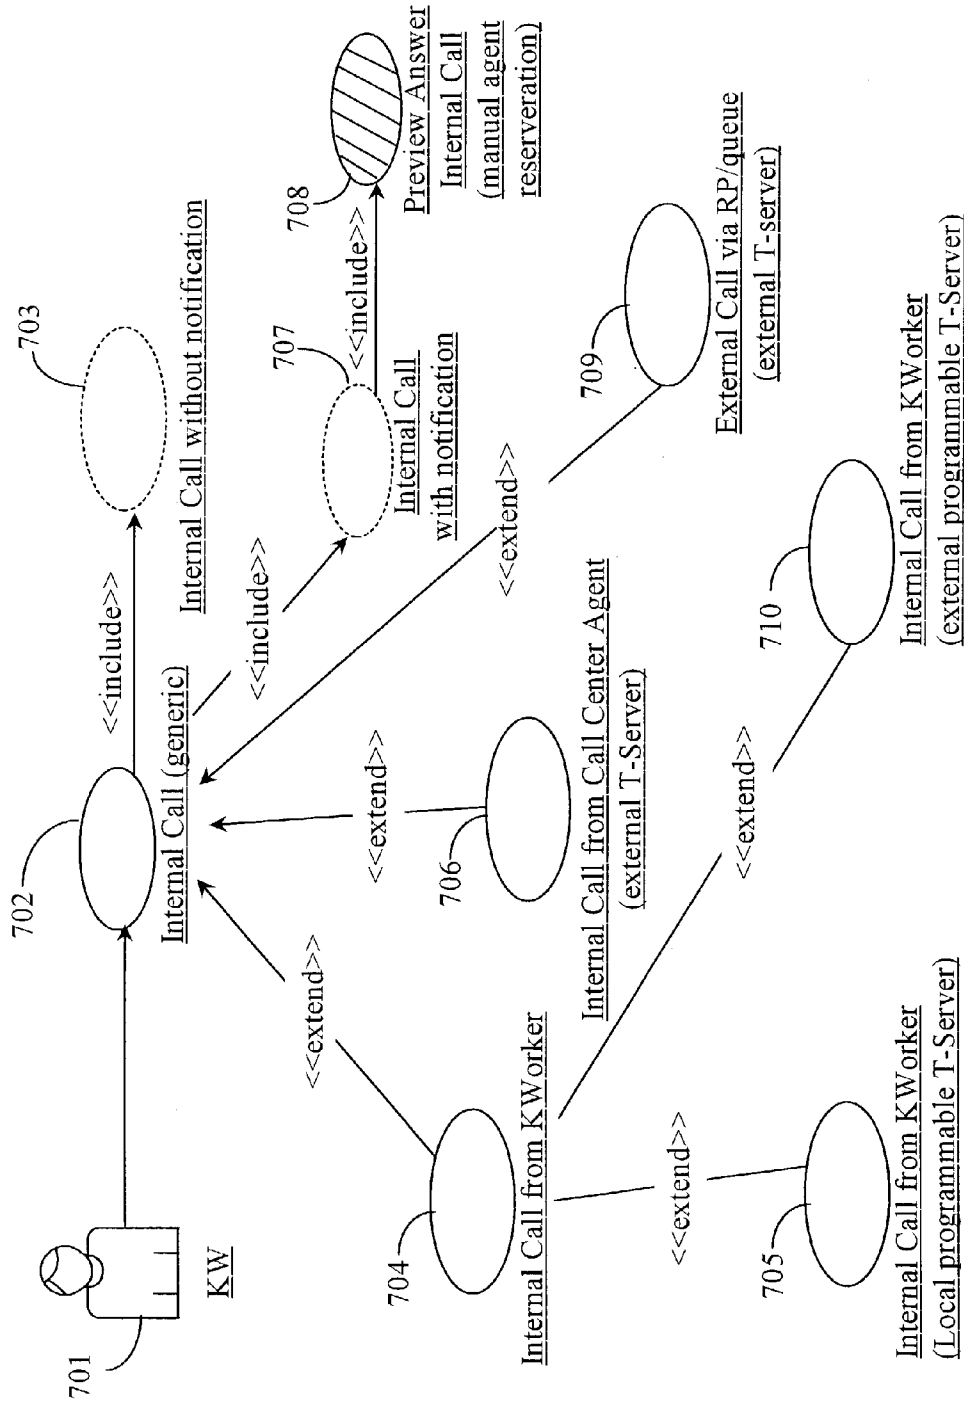 701
KW
702
Internal Call (generic)
<<include>>
703
Internal Call without notification
<<include>>
707
Internal Call
with notification
<<include>>
708
Preview Answer
Internal Call
(manual agent
reserveration)
704
Internal Call from KWorker
<<extend>>
706
Internal Call from Call Center Agent
(external T-Server)
<<extend>>
<<extend>>
709
External Call via RP/queue
(external T-server)
705
Internal Call from KWorker
(Local programmable T-Server)
<<extend>>
<<extend>>
710
Internal Call from KWorker
(external programmable T-Server)